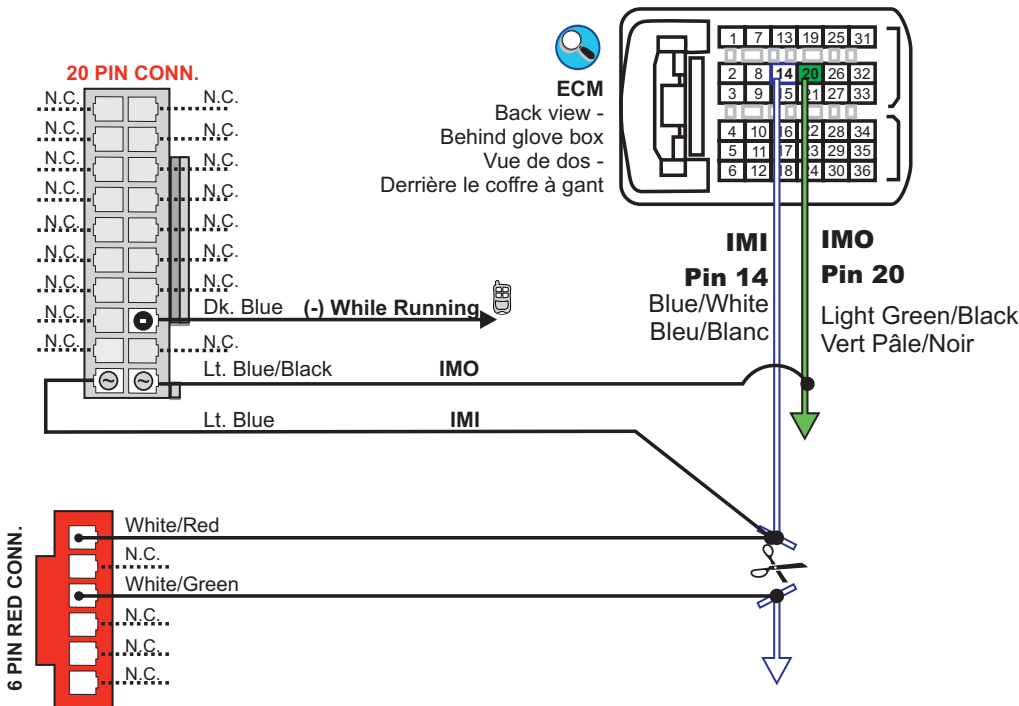 20 PIN CONN.
N.C. N.C.
N.C. N.C.
N.C. N.C.
N.C. N.C.
N.C. N.C.
N.C. N.C.
N.C. N.C.
N.C. Dk. Blue (-) While Running
N.C. N.C.
Lt. Blue/Black IMO
Lt. Blue IMI
ECM
Back view -
Behind glove box
Vue de dos -
Derrière le coffre à gant
1 7 13 19 25 31
2 8 14 20 26 32
3 9 15 21 27 33
4 10 16 22 28 34
5 11 17 23 29 35
6 12 18 24 30 36
IMI
Pin 14
Blue/White
Bleu/Blanc
IMO
Pin 20
Light Green/Black
Vert Pâle/Noir
6 PIN RED CONN.
White/Red
N.C.
White/Green
N.C.
N.C.
N.C.